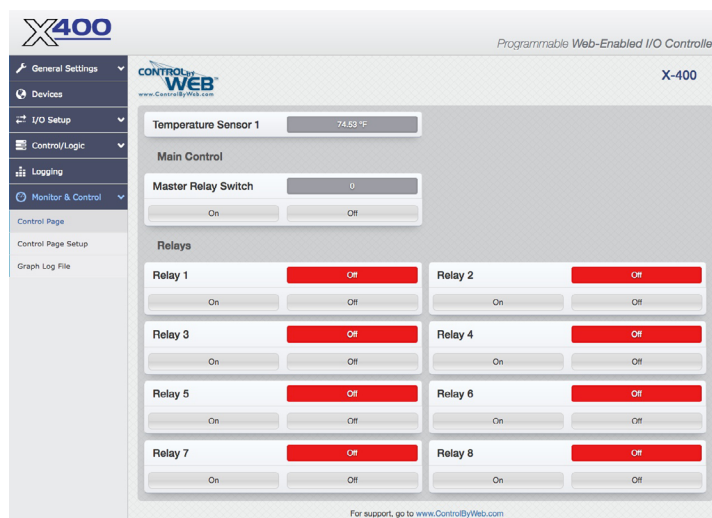 X400
Programmable Web-Enabled I/O Controlle
General Settings
Devices
I/O Setup
Control/Logic
Logging
Monitor & Control
Control Page
Control Page Setup
Graph Log File
CONTROL by
WEB
www.ControlByWeb.com
X-400
Temperature Sensor 1 74.53 °F
Main Control
Master Relay Switch 0
On Off
Relays
Relay 1 Off Relay 2 Off
On Off On Off
Relay 3 Off Relay 4 Off
On Off On Off
Relay 5 Off Relay 6 Off
On Off On Off
Relay 7 Off Relay 8 Off
On Off On Off
For support, go to www.ControlByWeb.com